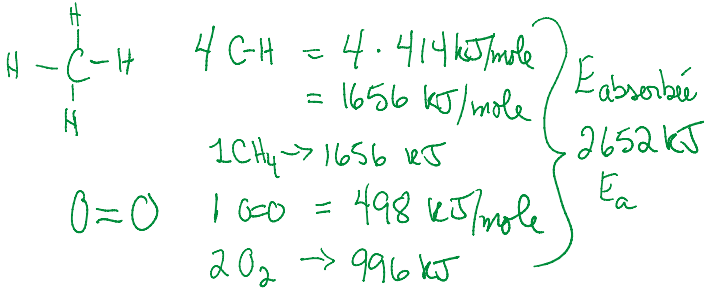 H
H - C - H
H
4 C-H = 4 · 414 kJ/mole
= 1656 kJ/mole
1CH₄ → 1656 kJ
O=O 1 O=O = 498 kJ/mole
2 O₂ → 996 kJ
Eabsorbée
2652 kJ
Ea